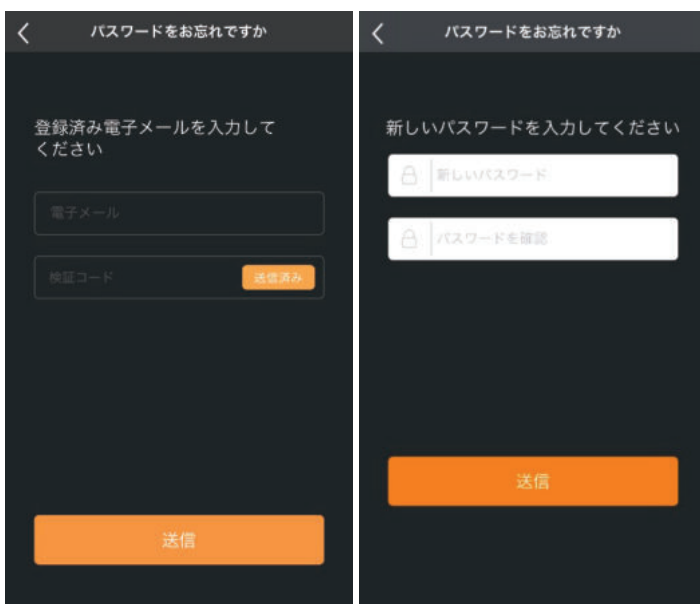 パスワードをお忘れですか
登録済み電子メールを入力して
ください
電子メール
検証コード
送信済み
送信
パスワードをお忘れですか
新しいパスワードを入力してください
新しいパスワード
パスワードを確認
送信